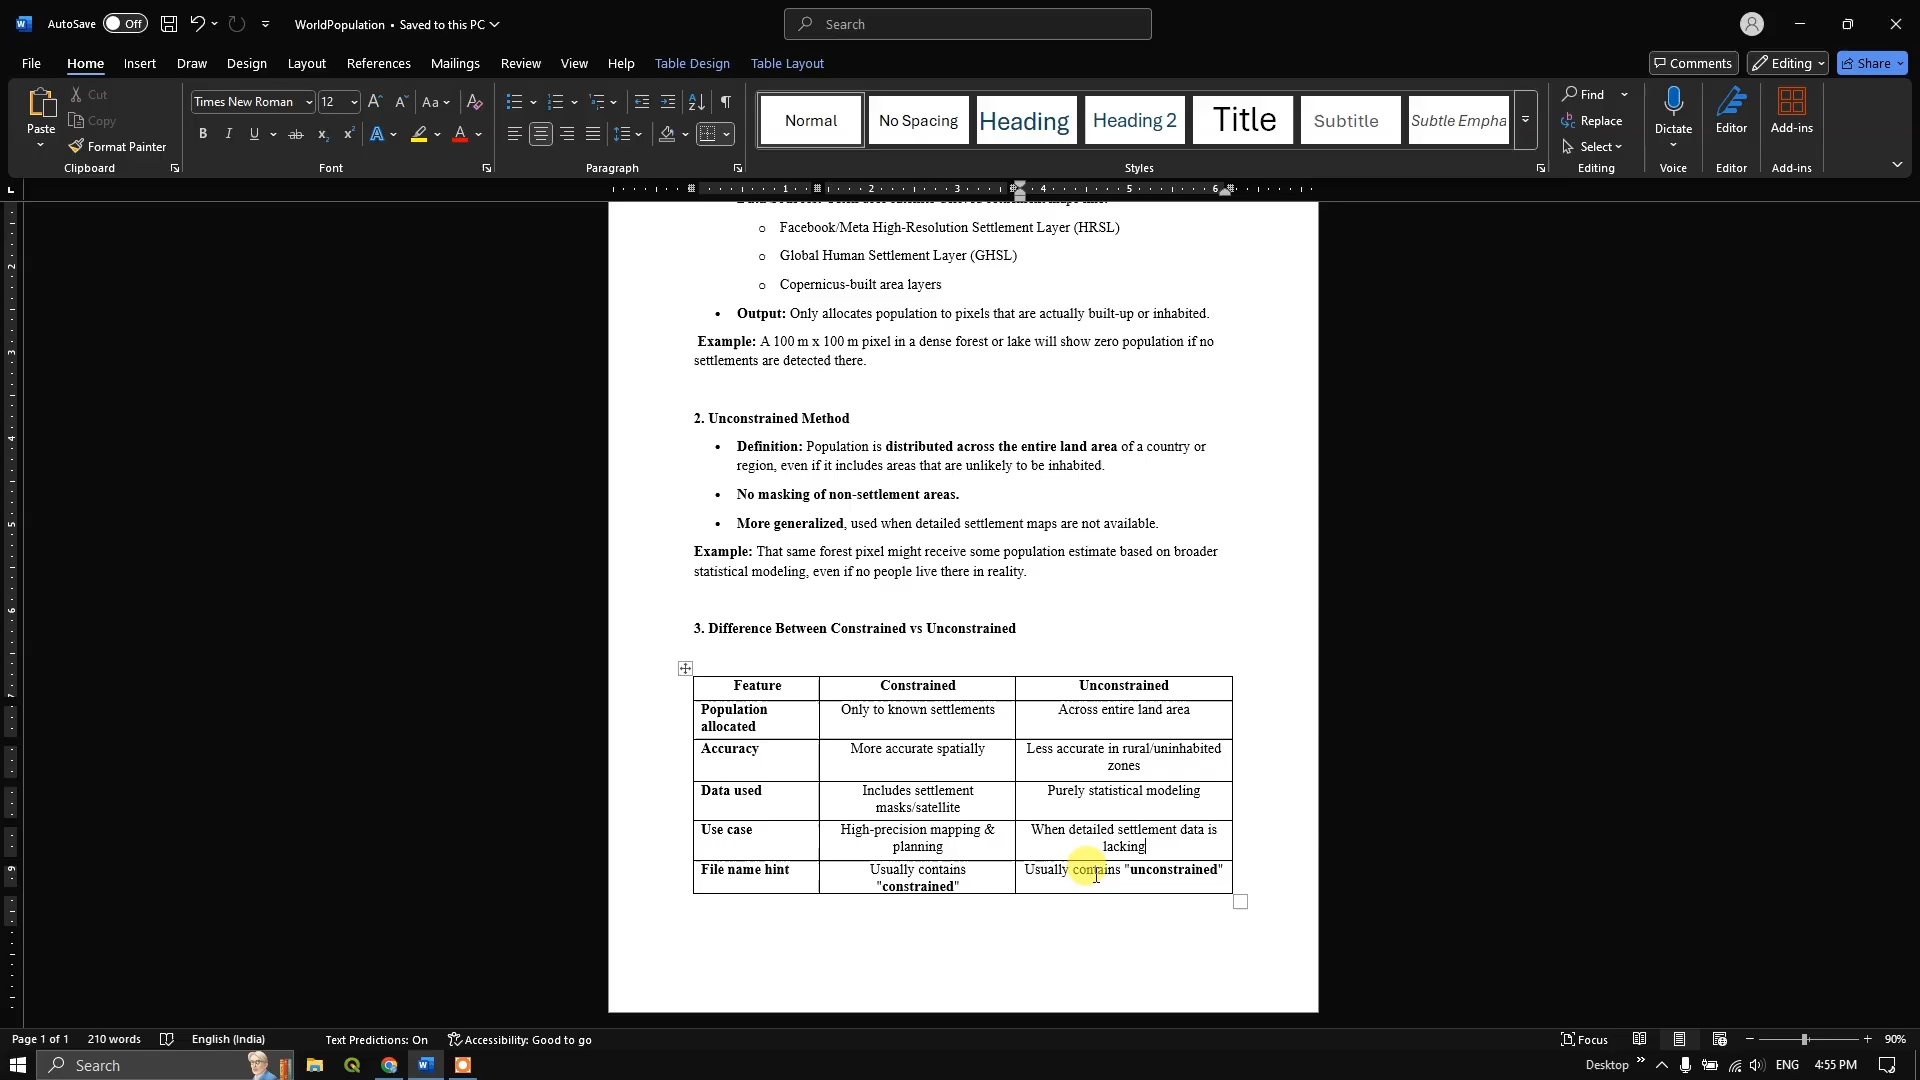 AutoSave Off WorldPopulation • Saved to this PC Search
File Home Insert Draw Design Layout References Mailings Review View Help Table Design Table Layout Comments Editing Share
Paste Cut Copy Format Painter Clipboard
Times New Roman 12 Aa Font
Paragraph
Normal No Spacing Heading Heading 2 Title Subtitle Subtle Empha Styles
Find Replace Select Editing
Dictate Voice
Editor Editor
Add-ins Add-ins
1 2 3 4 5 6
o Facebook/Meta High-Resolution Settlement Layer (HRSL)
o Global Human Settlement Layer (GHSL)
o Copernicus-built area layers
• Output: Only allocates population to pixels that are actually built-up or inhabited.
Example: A 100 m x 100 m pixel in a dense forest or lake will show zero population if no
settlements are detected there.
2. Unconstrained Method
• Definition: Population is distributed across the entire land area of a country or
region, even if it includes areas that are unlikely to be inhabited.
• No masking of non-settlement areas.
• More generalized, used when detailed settlement maps are not available.
Example: That same forest pixel might receive some population estimate based on broader
statistical modeling, even if no people live there in reality.
3. Difference Between Constrained vs Unconstrained
Feature Constrained Unconstrained
Population Only to known settlements Across entire land area
allocated
Accuracy More accurate spatially Less accurate in rural/uninhabited
zones
Data used Includes settlement Purely statistical modeling
masks/satellite
Use case High-precision mapping & When detailed settlement data is
planning lacking
File name hint Usually contains Usually contains "unconstrained"
"constrained"
Page 1 of 1 210 words English (India) Text Predictions: On Accessibility: Good to go Focus 90%
Search Desktop ENG 4:55 PM